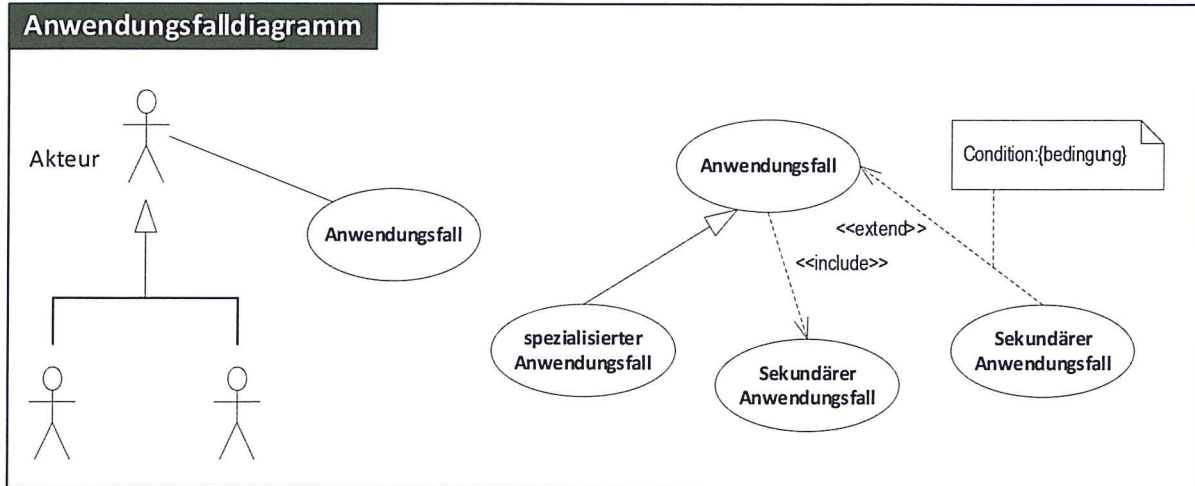 Anwendungsfalldiagramm
Akteur
Anwendungsfall
Anwendungsfall
Condition:{bedingung}
<<extend>>
<<include>>
spezialisierter
Anwendungsfall
Sekundärer
Anwendungsfall
Sekundärer
Anwendungsfall